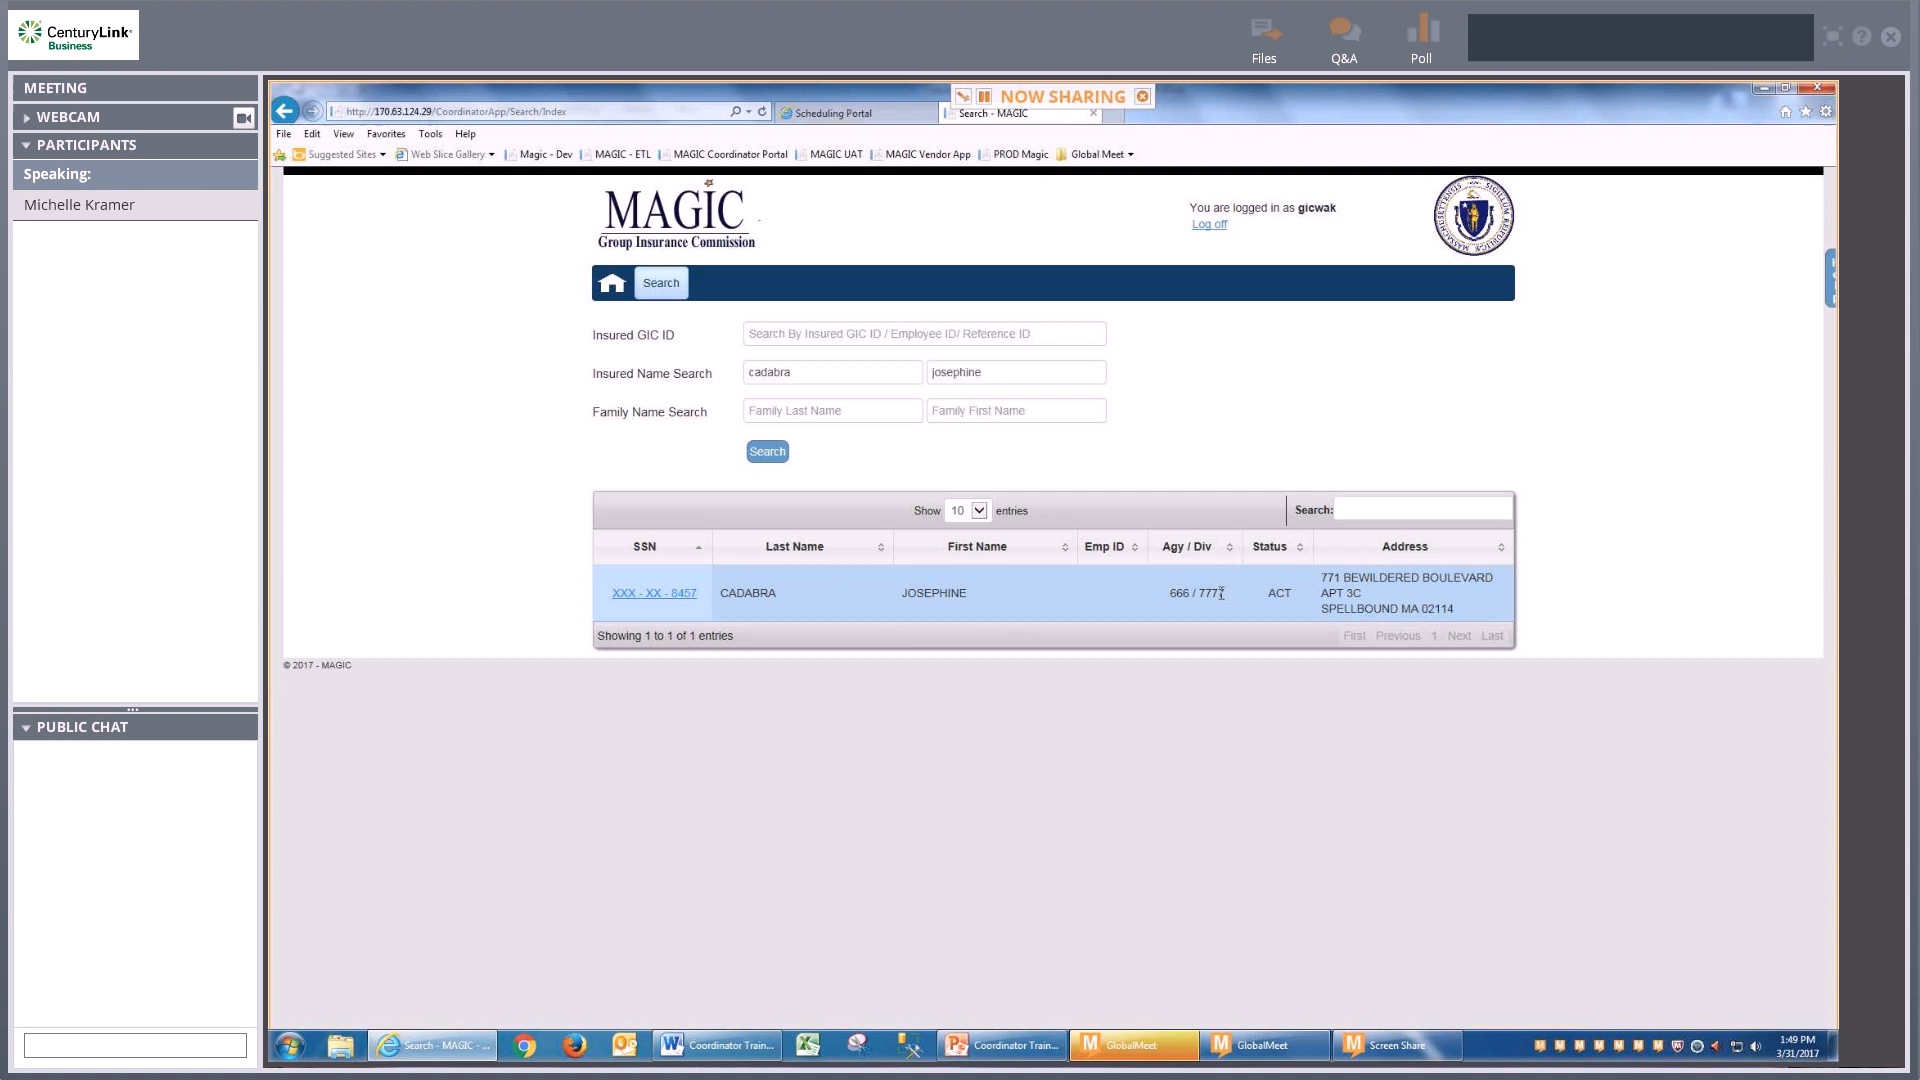 CenturyLink
Business
Files
Q&A
Poll
MEETING
WEBCAM
PARTICIPANTS
Speaking:
Michelle Kramer
PUBLIC CHAT
NOW SHARING
http://170.63.124.29/CoordinatorApp/Search/Index
Scheduling Portal
Search - MAGIC
File Edit View Favorites Tools Help
Suggested Sites Web Slice Gallery Magic - Dev MAGIC - ETL MAGIC Coordinator Portal MAGIC UAT MAGIC Vendor App PROD Magic Global Meet
MAGIC
Group Insurance Commission
You are logged in as gicwak
Log off
Search
Insured GIC ID Search By Insured GIC ID / Employee ID/ Reference ID
Insured Name Search cadabra josephine
Family Name Search Family Last Name Family First Name
Search
Show 10 entries Search:
SSN Last Name First Name Emp ID Agy / Div Status Address
XXX - XX - 8457 CADABRA JOSEPHINE 666 / 777 ACT
771 BEWILDERED BOULEVARD
APT 3C
SPELLBOUND MA 02114
Showing 1 to 1 of 1 entries First Previous 1 Next Last
© 2017 - MAGIC
Search - MAGIC - ... Coordinator Train... Coordinator Train... GlobalMeet GlobalMeet Screen Share
1:49 PM
3/31/2017